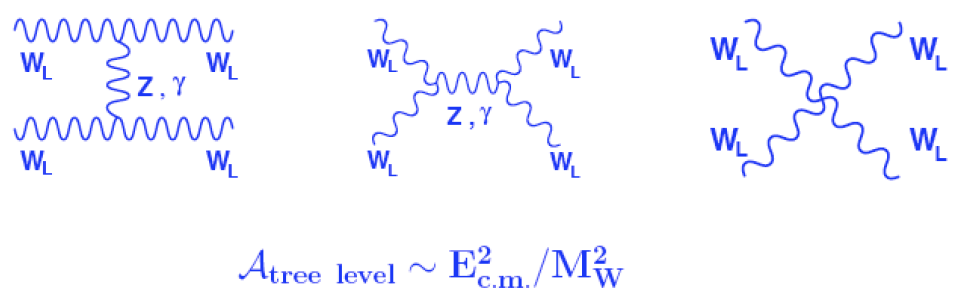 W_L W_L W_L W_L W_L W_L
Z , γ
Z , γ
W_L W_L W_L W_L W_L W_L
𝒜_tree level ∼ E²_c.m./M²_W